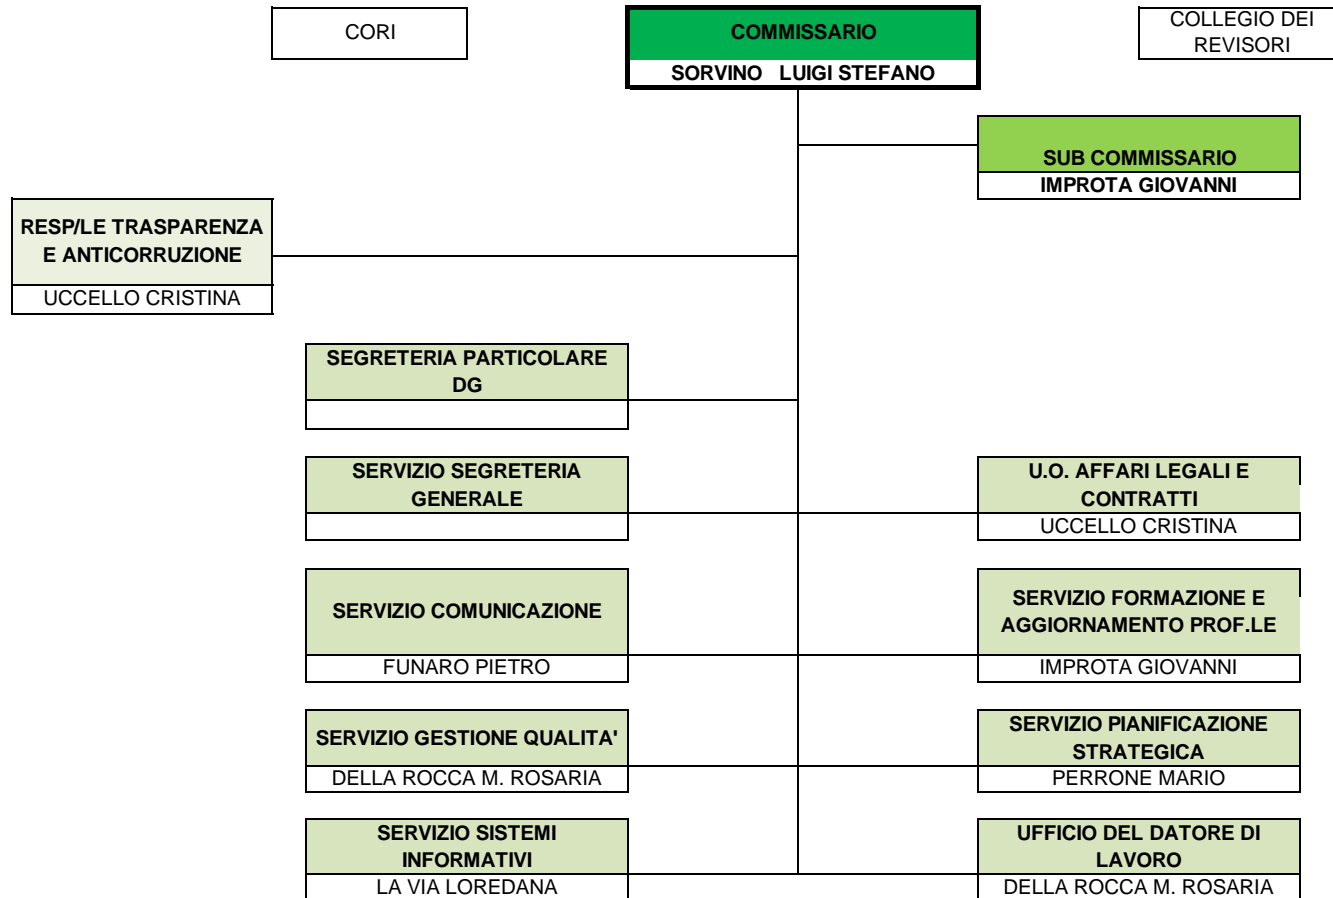 CORI
COMMISSARIO
SORVINO LUIGI STEFANO
COLLEGIO DEI
REVISORI
SUB COMMISSARIO
IMPROTA GIOVANNI
RESP/LE TRASPARENZA
E ANTICORRUZIONE
UCCELLO CRISTINA
SEGRETERIA PARTICOLARE
DG
SERVIZIO SEGRETERIA
GENERALE
U.O. AFFARI LEGALI E
CONTRATTI
UCCELLO CRISTINA
SERVIZIO COMUNICAZIONE
FUNARO PIETRO
SERVIZIO FORMAZIONE E
AGGIORNAMENTO PROF.LE
IMPROTA GIOVANNI
SERVIZIO GESTIONE QUALITA'
DELLA ROCCA M. ROSARIA
SERVIZIO PIANIFICAZIONE
STRATEGICA
PERRONE MARIO
SERVIZIO SISTEMI
INFORMATIVI
LA VIA LOREDANA
UFFICIO DEL DATORE DI
LAVORO
DELLA ROCCA M. ROSARIA